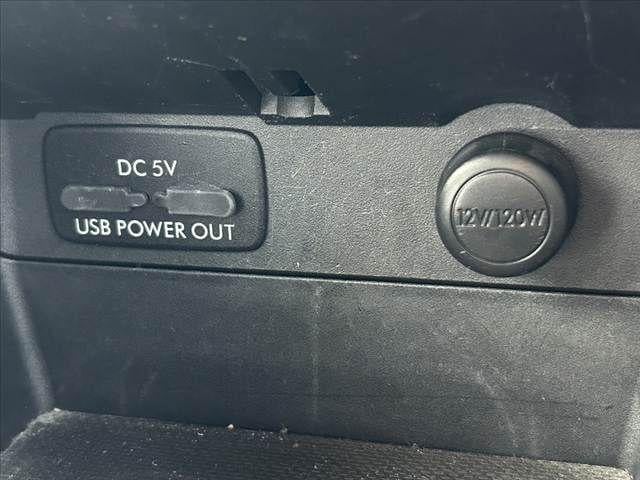 DC 5V
USB POWER OUT
12V/120W